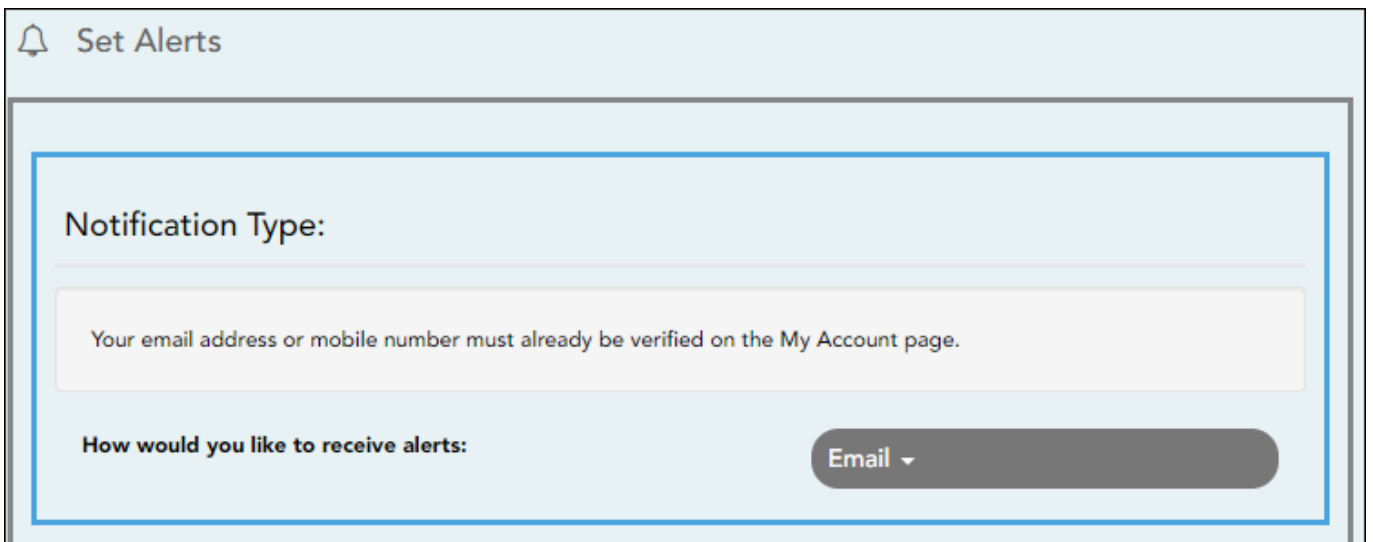 Set Alerts
Notification Type:
Your email address or mobile number must already be verified on the My Account page.
How would you like to receive alerts:
Email